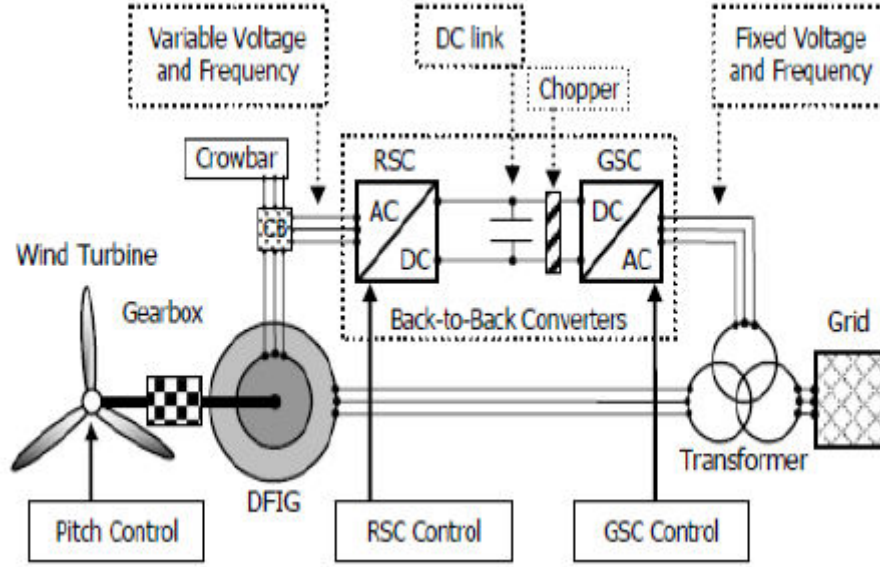 Variable Voltage
and Frequency
DC link
Fixed Voltage
and Frequency
Chopper
Crowbar
RSC
GSC
AC
DC
CB
DC
AC
Wind Turbine
Gearbox
Back-to-Back Converters
Grid
Transformer
DFIG
Pitch Control
RSC Control
GSC Control